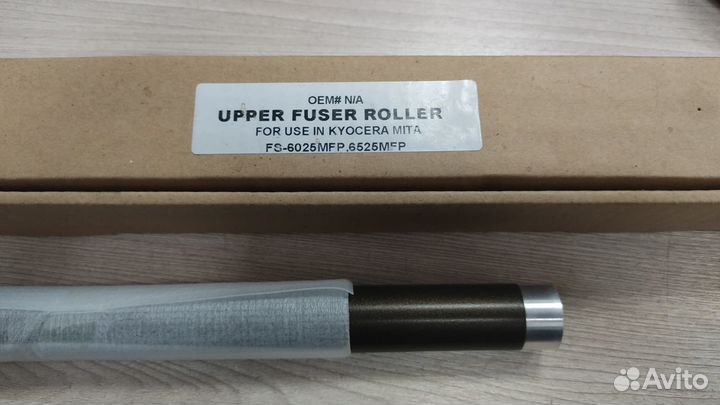 OEM# N/A
UPPER FUSER ROLLER
FOR USE IN KYOCERA MITA
FS-6025MFP,6525MFP
Avito